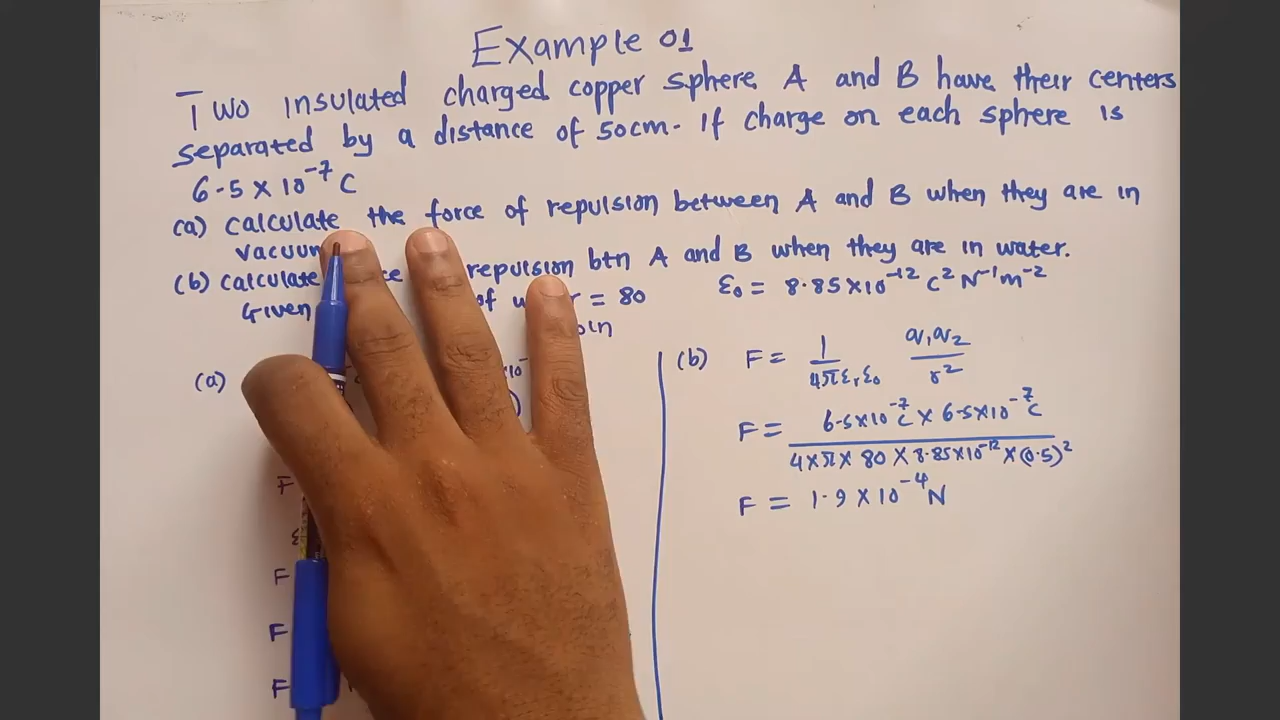 Example 01
Two insulated charged copper sphere A and B have their centers
separated by a distance of 50cm. If charge on each sphere is
6.5 × 10⁻⁷ C
(a) calculate the force of repulsion between A and B when they are in
vacuum
(b) calculate repulsion btn A and B when they are in water.
Given of = 80 ε₀ = 8.85×10⁻¹² C² N⁻¹ m⁻²
(a)
F
F
F
F
(b) F = 1/4πεᵣε₀ q₁q₂/r²
F = 6.5×10⁻⁷C × 6.5×10⁻⁷C / 4×π× 80 × 8.85×10⁻¹² × (0.5)²
F = 1.9 × 10⁻⁴ N